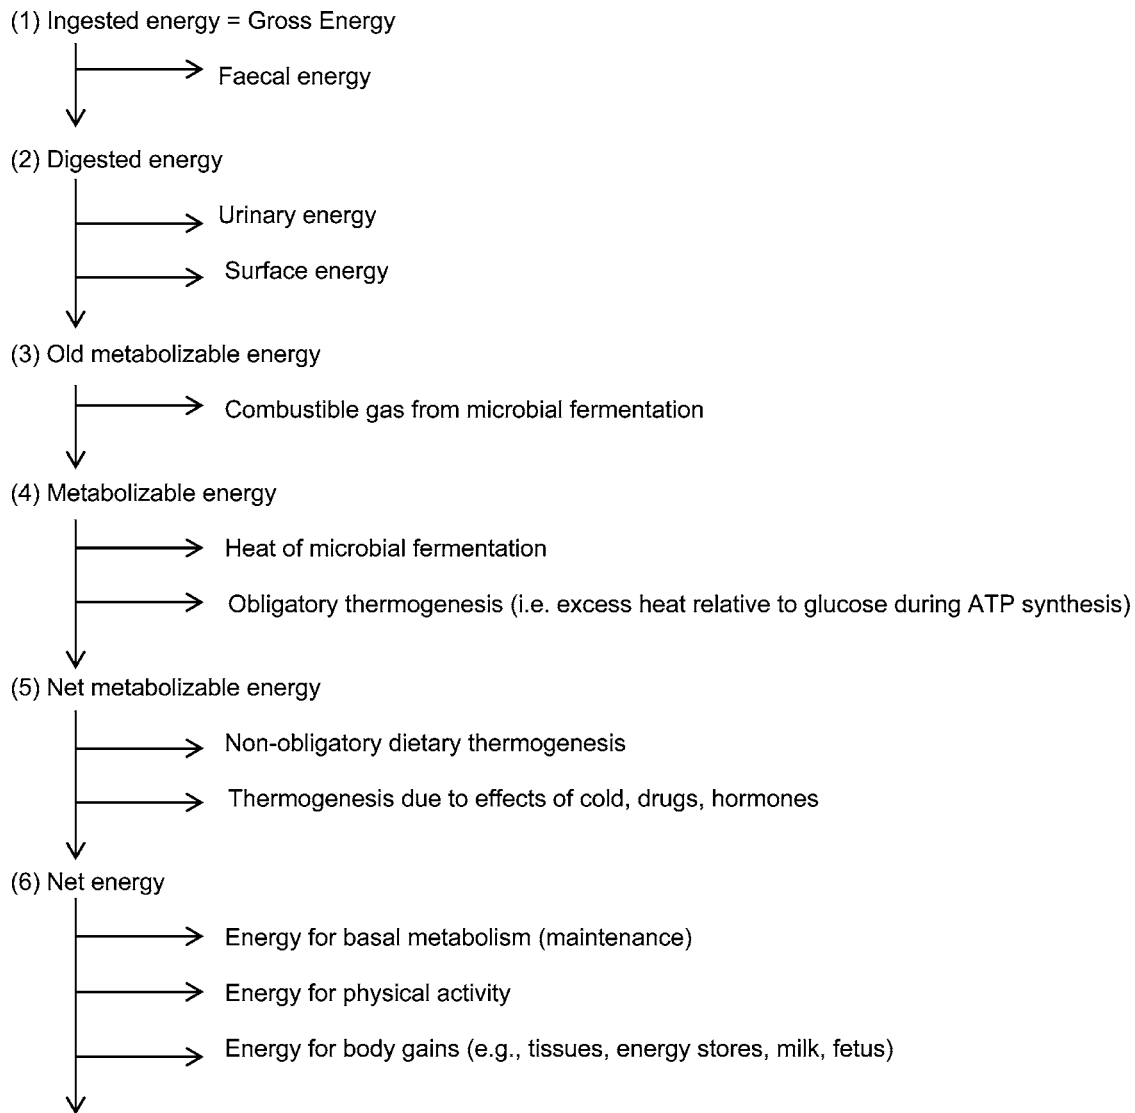 (1) Ingested energy = Gross Energy
Faecal energy
(2) Digested energy
Urinary energy
Surface energy
(3) Old metabolizable energy
Combustible gas from microbial fermentation
(4) Metabolizable energy
Heat of microbial fermentation
Obligatory thermogenesis (i.e. excess heat relative to glucose during ATP synthesis)
(5) Net metabolizable energy
Non-obligatory dietary thermogenesis
Thermogenesis due to effects of cold, drugs, hormones
(6) Net energy
Energy for basal metabolism (maintenance)
Energy for physical activity
Energy for body gains (e.g., tissues, energy stores, milk, fetus)